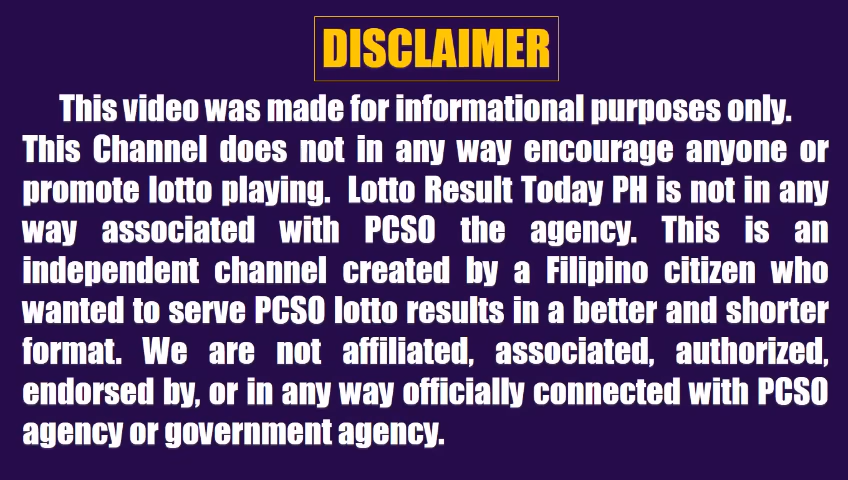 DISCLAIMER
This video was made for informational purposes only.
This Channel does not in any way encourage anyone or
promote lotto playing.  Lotto Result Today PH is not in any
way associated with PCSO the agency. This is an
independent channel created by a Filipino citizen who
wanted to serve PCSO lotto results in a better and shorter
format. We are not affiliated, associated, authorized,
endorsed by, or in any way officially connected with PCSO
agency or government agency.